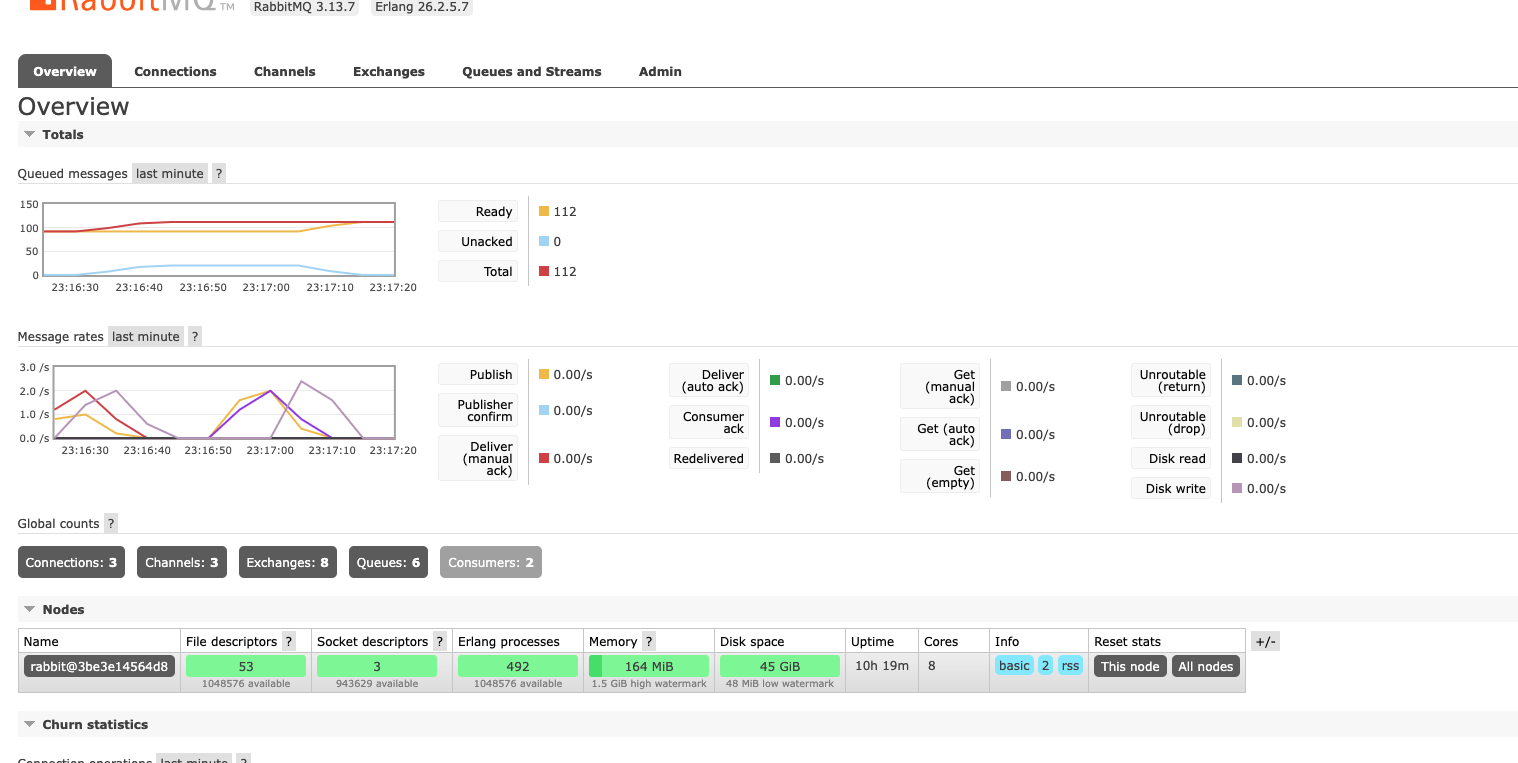 RabbitMQ TM RabbitMQ 3.13.7 Erlang 26.2.5.7
Overview Connections Channels Exchanges Queues and Streams Admin
Overview
Totals
Queued messages last minute ?
150
100
50
0
23:16:30 23:16:40 23:16:50 23:17:00 23:17:10 23:17:20
Ready 112
Unacked 0
Total 112
Message rates last minute ?
3.0 /s
2.0 /s
1.0 /s
0.0 /s
23:16:30 23:16:40 23:16:50 23:17:00 23:17:10 23:17:20
Publish 0.00/s
Publisher
confirm 0.00/s
Deliver
(manual
ack) 0.00/s
Deliver
(auto ack) 0.00/s
Consumer
ack 0.00/s
Redelivered 0.00/s
Get
(manual
ack) 0.00/s
Get (auto
ack) 0.00/s
Get
(empty) 0.00/s
Unroutable
(return) 0.00/s
Unroutable
(drop) 0.00/s
Disk read 0.00/s
Disk write 0.00/s
Global counts ?
Connections: 3 Channels: 3 Exchanges: 8 Queues: 6 Consumers: 2
Nodes
Name File descriptors ? Socket descriptors ? Erlang processes Memory ? Disk space Uptime Cores Info Reset stats +/-
rabbit@3be3e14564d8 53 3 492 164 MiB 45 GiB 10h 19m 8 basic 2 rss This node All nodes
1048576 available 943629 available 1048576 available 1.5 GiB high watermark 48 MiB low watermark
Churn statistics
Connection operations last minute ?